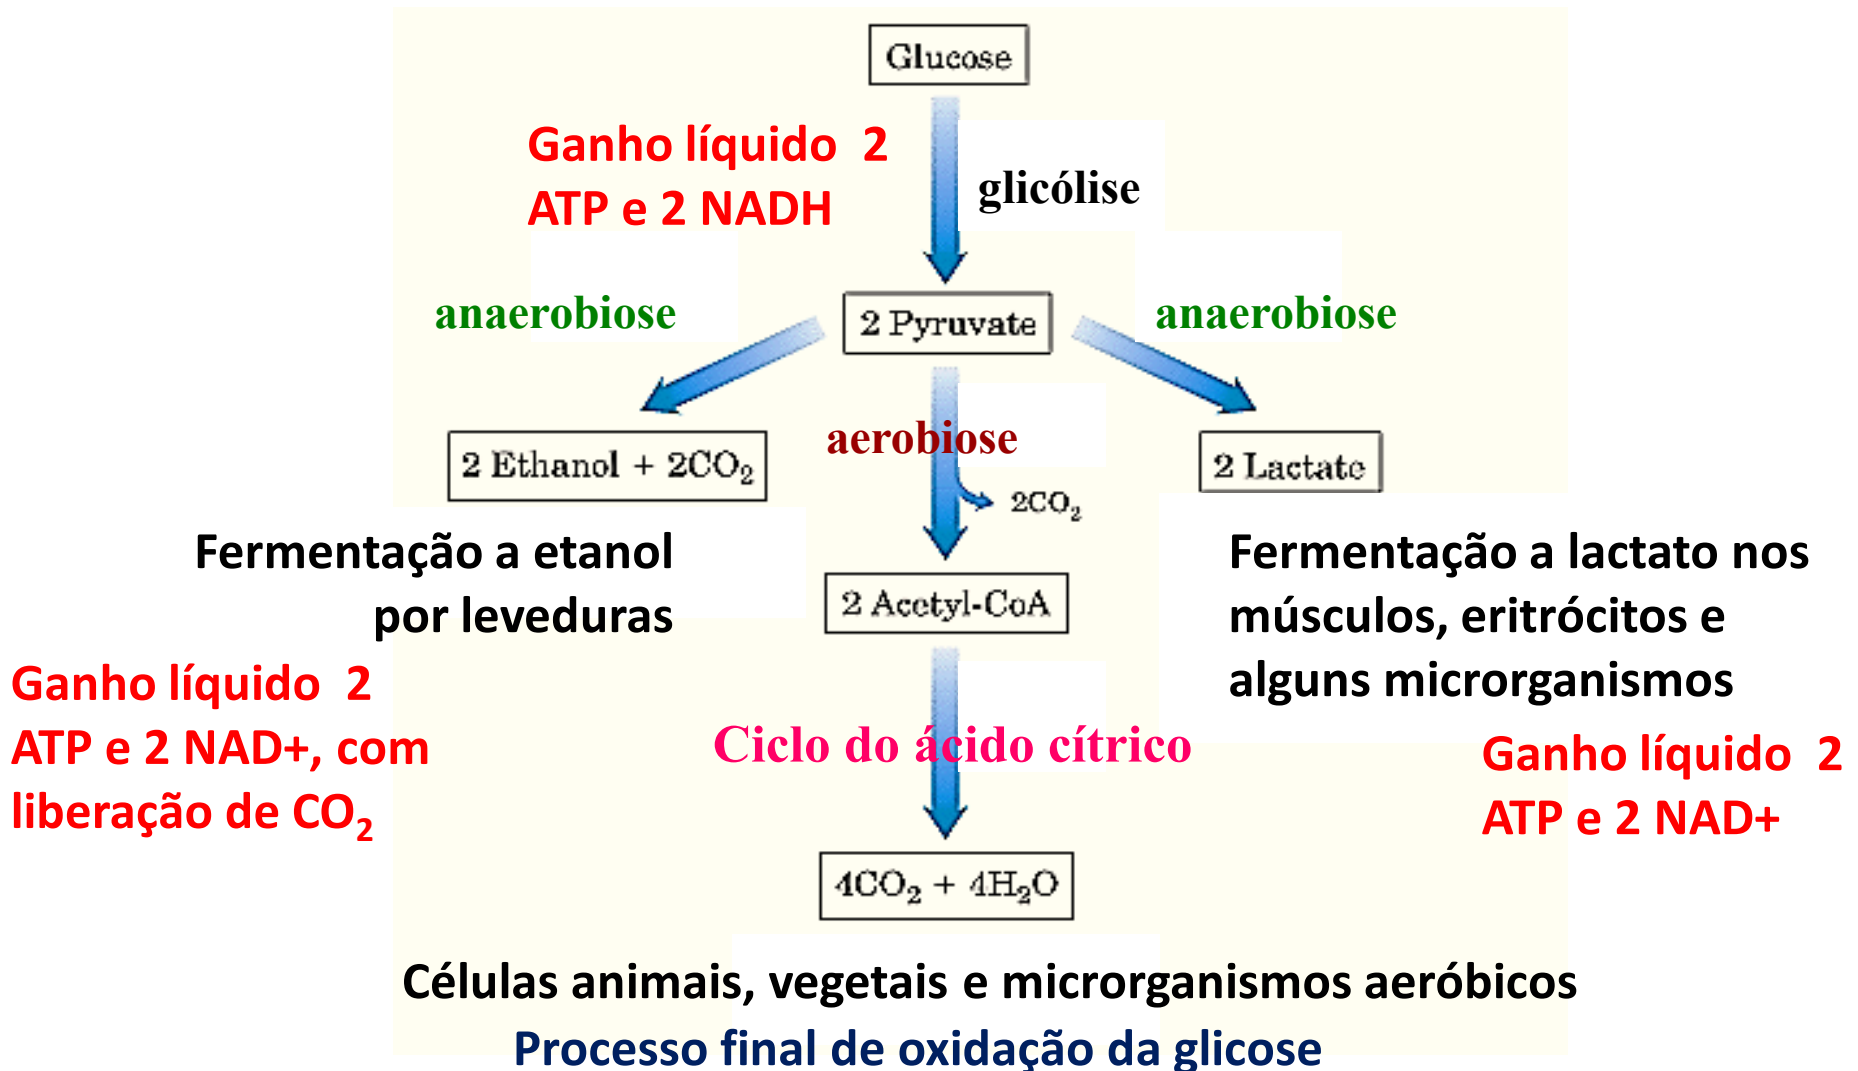 Glucose
Ganho líquido 2
ATP e 2 NADH
glicólise
anaerobiose
2 Pyruvate
anaerobiose
2 Ethanol + 2CO₂
aerobiose
2CO₂
2 Lactate
Fermentação a etanol
por leveduras
2 Acetyl-CoA
Fermentação a lactato nos
músculos, eritrócitos e
alguns microrganismos
Ganho líquido 2
ATP e 2 NAD+, com
liberação de CO₂
Ciclo do ácido cítrico
Ganho líquido 2
ATP e 2 NAD+
4CO₂ + 4H₂O
Células animais, vegetais e microrganismos aeróbicos
Processo final de oxidação da glicose